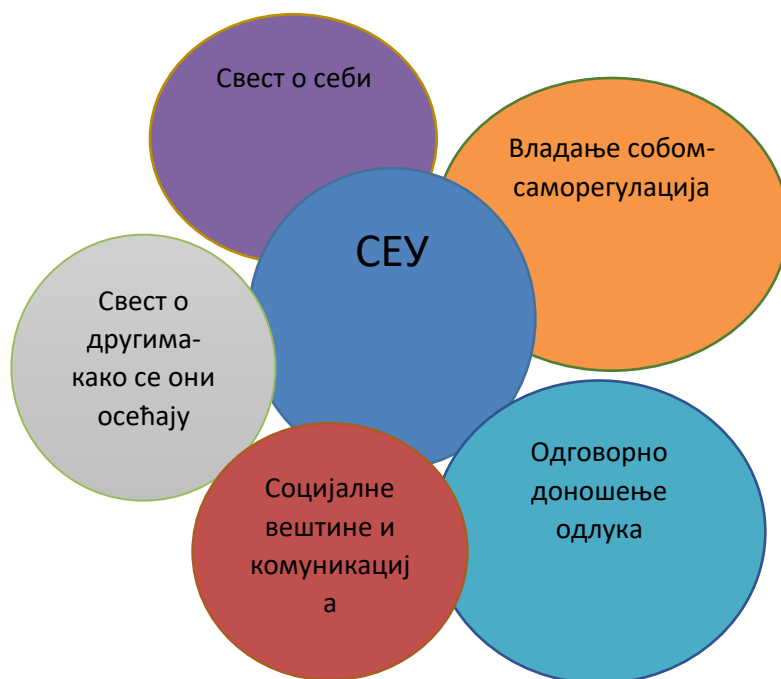 Свест о себи
Владање собом-
саморегулација
СЕУ
Свест о
другима-
како се они
осећају
Одговорно
доношење
одлука
Социјалне
вештине и
комуникациј
а